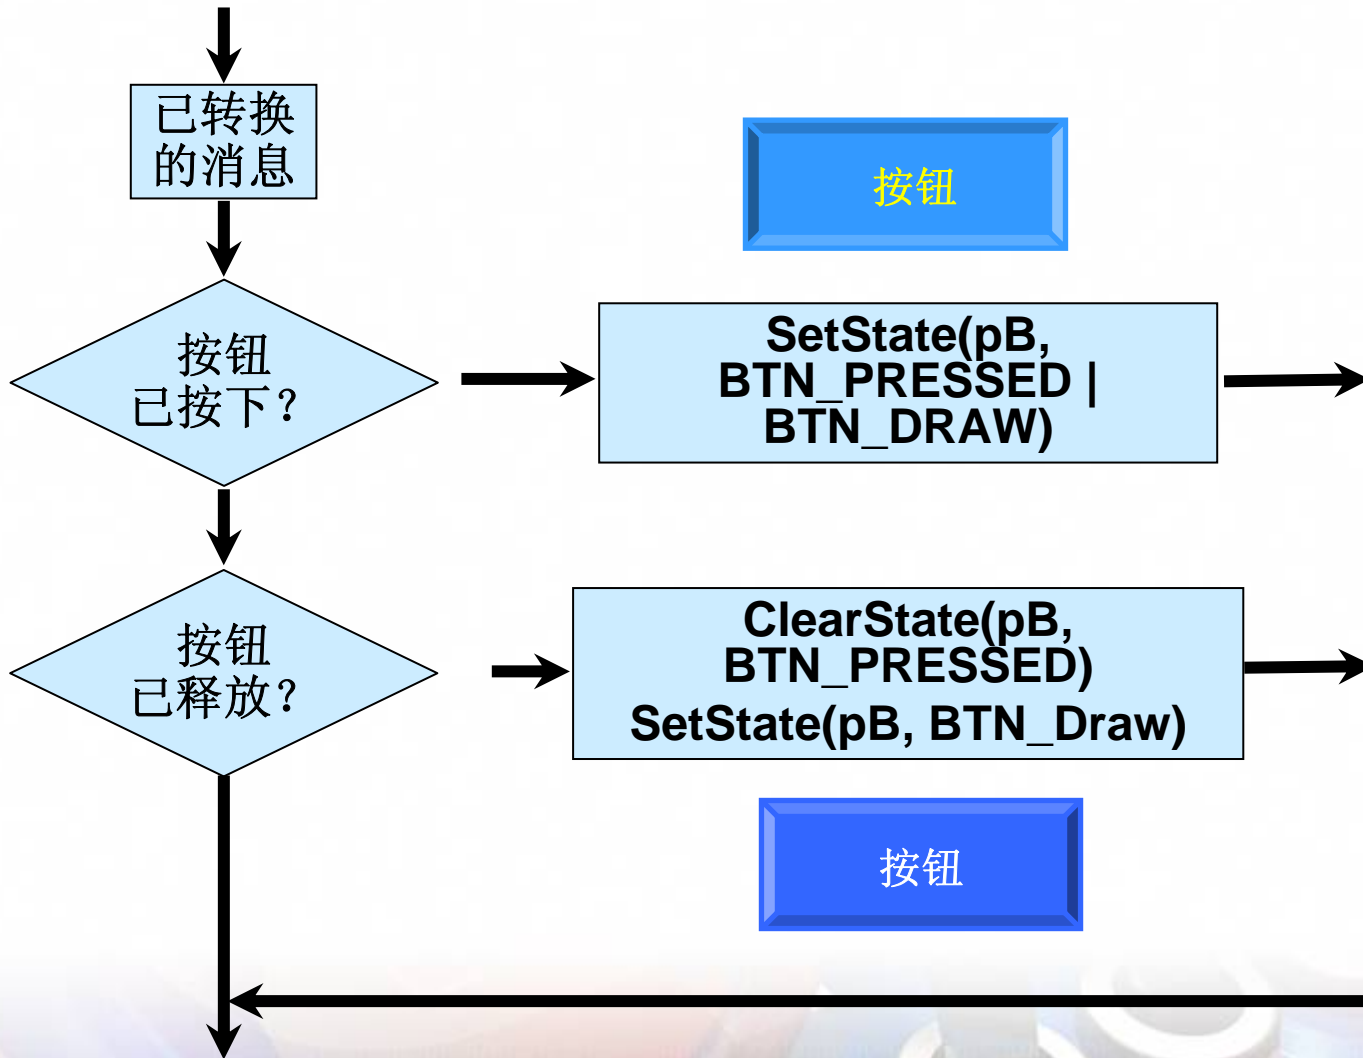 已转换
的消息
按钮
按钮
已按下？
SetState(pB,
BTN_PRESSED |
BTN_DRAW)
按钮
已释放？
ClearState(pB,
BTN_PRESSED)
SetState(pB, BTN_Draw)
按钮